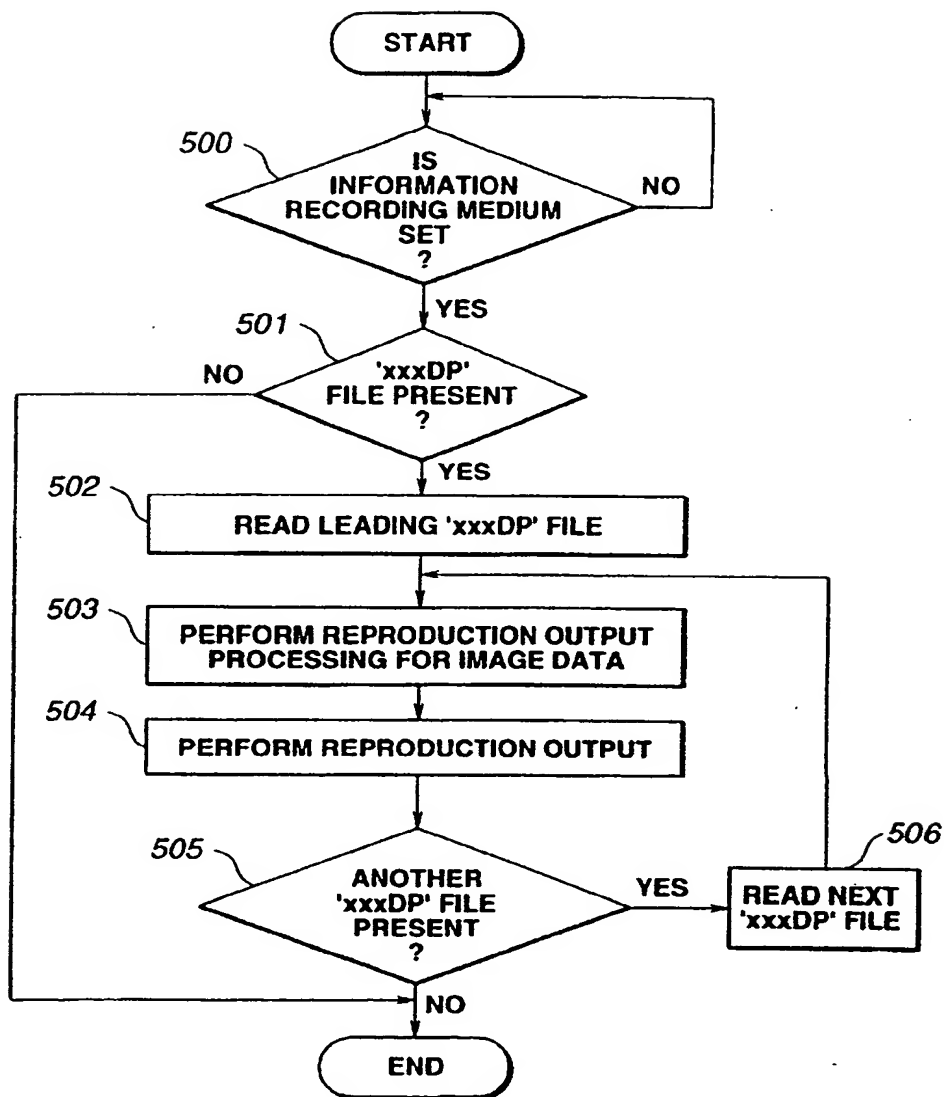 START
500
IS
INFORMATION
RECORDING MEDIUM
SET
?
NO
YES
501
'xxxDP'
FILE PRESENT
?
NO
YES
502
READ LEADING 'xxxDP' FILE
503
PERFORM REPRODUCTION OUTPUT
PROCESSING FOR IMAGE DATA
504
PERFORM REPRODUCTION OUTPUT
505
ANOTHER
'xxxDP' FILE
PRESENT
?
YES
506
READ NEXT
'xxxDP' FILE
NO
END